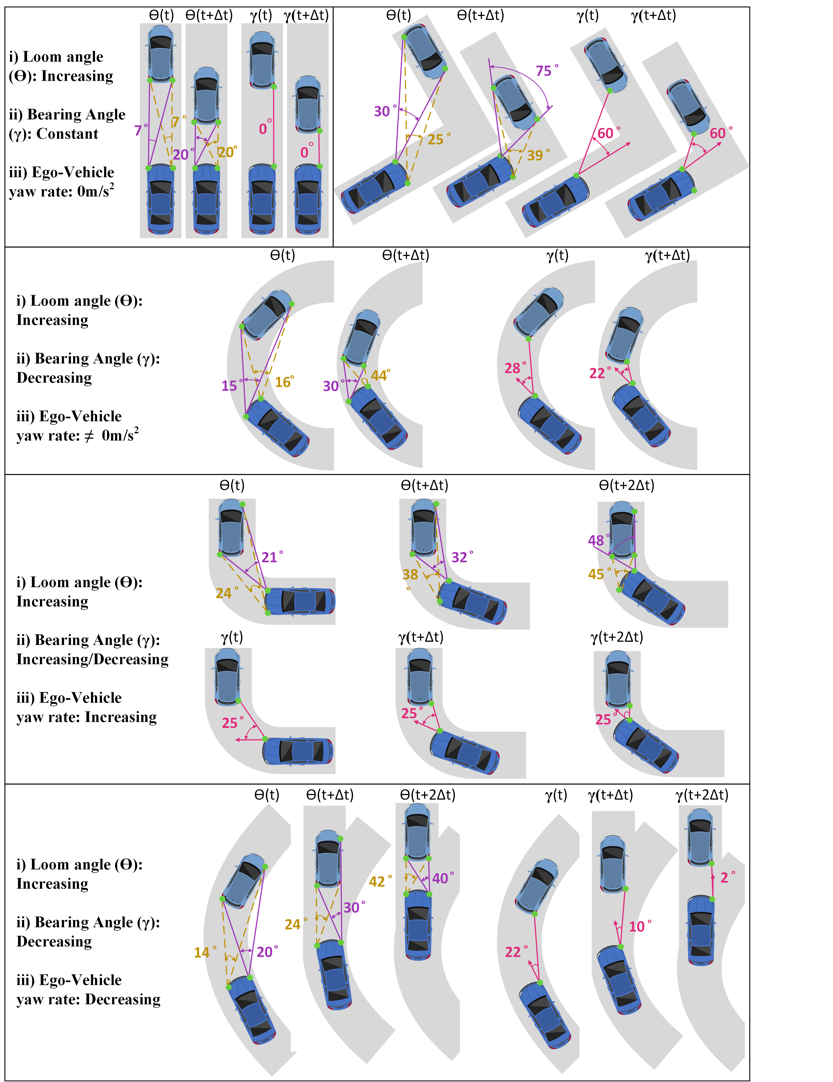 Ɵ(t) Ɵ(t+Δt) γ(t) γ(t+Δt)
i) Loom angle
(Ɵ): Increasing
ii) Bearing Angle
(γ): Constant
iii) Ego-Vehicle
yaw rate: 0m/s²
7° 7° 20° 20° 0° 0°
Ɵ(t) Ɵ(t+Δt) γ(t) γ(t+Δt)
30° 25° 75° 39° 60° 60°
Ɵ(t) Ɵ(t+Δt) γ(t) γ(t+Δt)
i) Loom angle (Ɵ):
Increasing
ii) Bearing Angle (γ):
Decreasing
iii) Ego-Vehicle
yaw rate: ≠ 0m/s²
15° 16° 30° 44° 28° 22°
Ɵ(t) Ɵ(t+Δt) Ɵ(t+2Δt)
21° 24° 32° 38° 48° 45°
i) Loom angle (Ɵ):
Increasing
ii) Bearing Angle (γ):
Increasing/Decreasing
iii) Ego-Vehicle
yaw rate: Increasing
γ(t) γ(t+Δt) γ(t+2Δt)
25° 25° 25°
Ɵ(t) Ɵ(t+Δt) Ɵ(t+2Δt) γ(t) γ(t+Δt) γ(t+2Δt)
i) Loom angle (Ɵ):
Increasing
ii) Bearing Angle (γ):
Decreasing
iii) Ego-Vehicle
yaw rate: Decreasing
14° 20° 24° 30° 42° 40° 22° 10° 2°